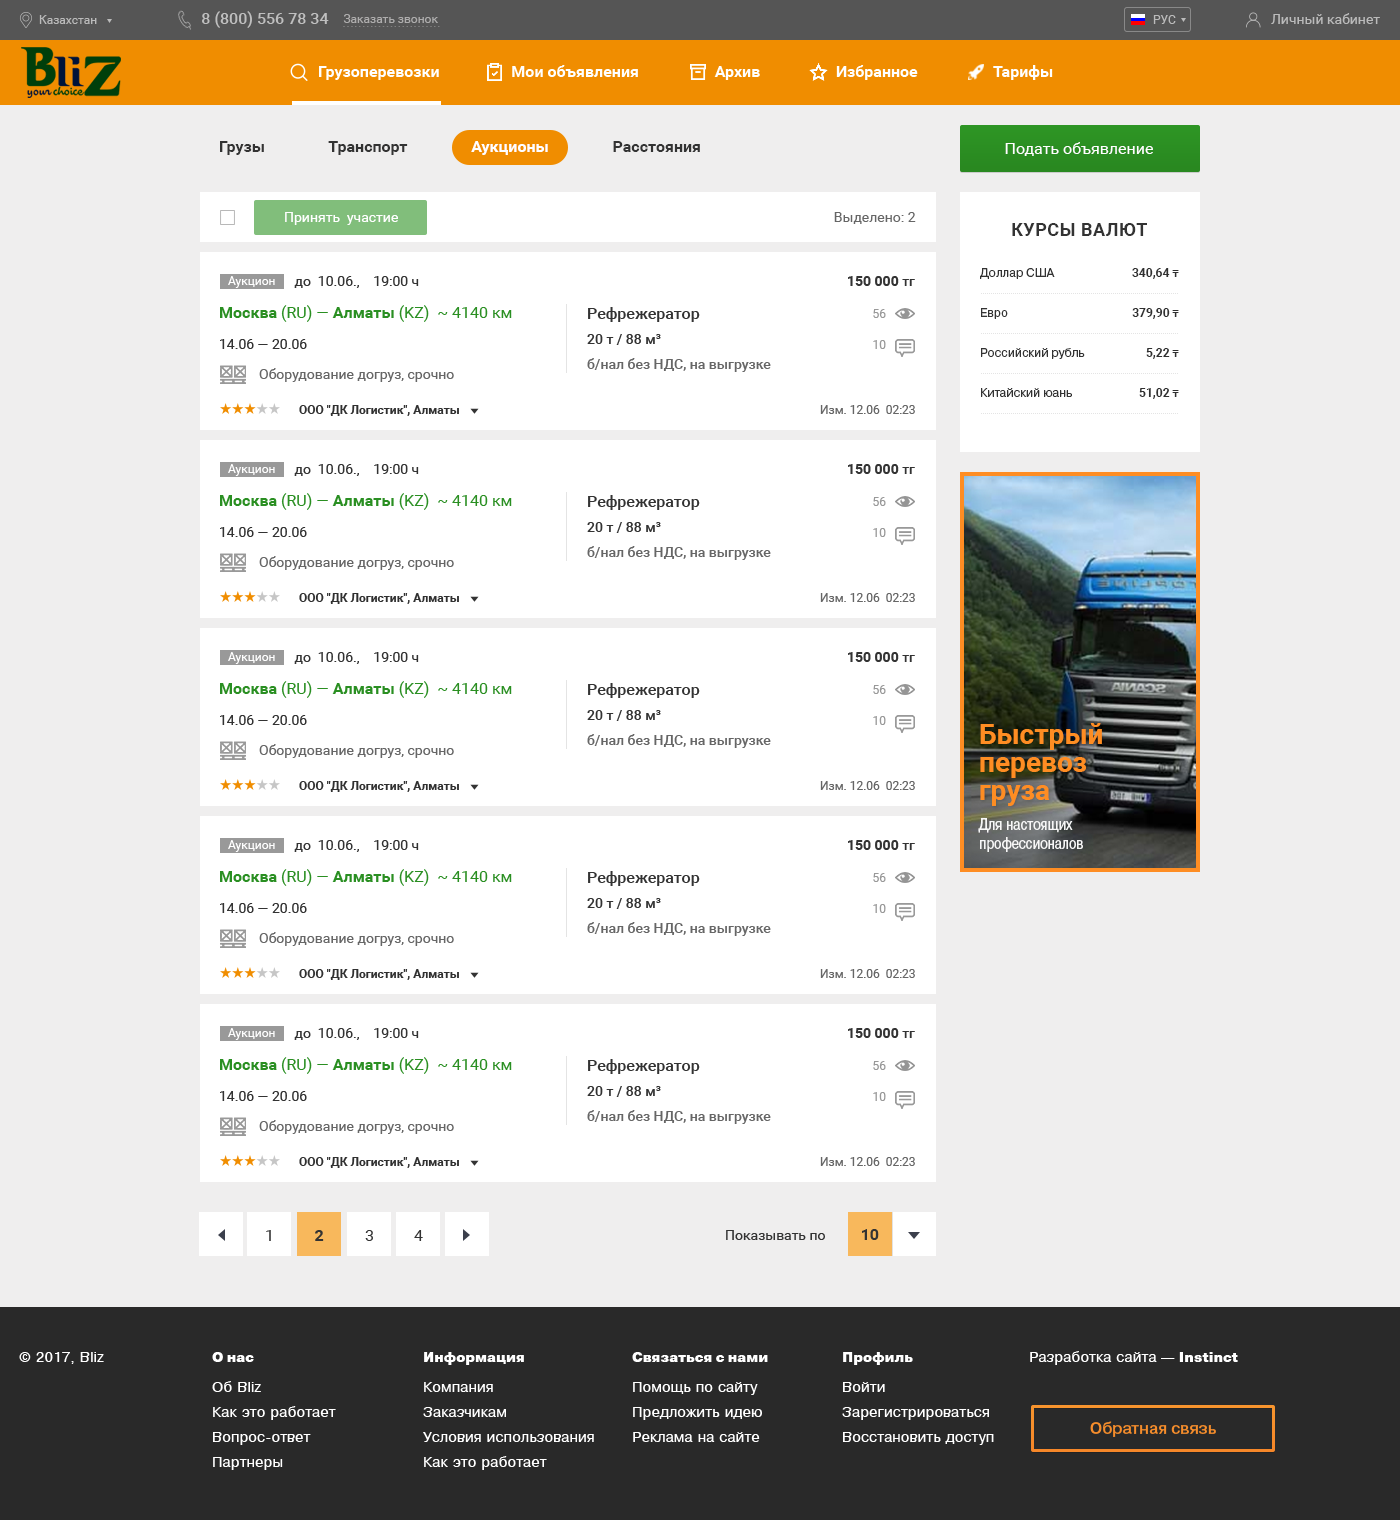 Казахстан
8 (800) 556 78 34
Заказать звонок
РУС
Личный кабинет
Bliz
your choice
Грузоперевозки
Мои объявления
Архив
Избранное
Тарифы
Грузы
Транспорт
Аукционы
Расстояния
Подать объявление
Принять участие
Выделено: 2
Аукцион до 10.06., 19:00 ч
150 000 тг
Москва (RU) — Алматы (KZ) ~ 4140 км
14.06 — 20.06
Оборудование догруз, срочно
Рефрежератор
20 т / 88 м³
б/нал без НДС, на выгрузке
56
10
ООО "ДК Логистик", Алматы
Изм. 12.06 02:23
Аукцион до 10.06., 19:00 ч
150 000 тг
Москва (RU) — Алматы (KZ) ~ 4140 км
14.06 — 20.06
Оборудование догруз, срочно
Рефрежератор
20 т / 88 м³
б/нал без НДС, на выгрузке
56
10
ООО "ДК Логистик", Алматы
Изм. 12.06 02:23
Аукцион до 10.06., 19:00 ч
150 000 тг
Москва (RU) — Алматы (KZ) ~ 4140 км
14.06 — 20.06
Оборудование догруз, срочно
Рефрежератор
20 т / 88 м³
б/нал без НДС, на выгрузке
56
10
ООО "ДК Логистик", Алматы
Изм. 12.06 02:23
Аукцион до 10.06., 19:00 ч
150 000 тг
Москва (RU) — Алматы (KZ) ~ 4140 км
14.06 — 20.06
Оборудование догруз, срочно
Рефрежератор
20 т / 88 м³
б/нал без НДС, на выгрузке
56
10
ООО "ДК Логистик", Алматы
Изм. 12.06 02:23
Аукцион до 10.06., 19:00 ч
150 000 тг
Москва (RU) — Алматы (KZ) ~ 4140 км
14.06 — 20.06
Оборудование догруз, срочно
Рефрежератор
20 т / 88 м³
б/нал без НДС, на выгрузке
56
10
ООО "ДК Логистик", Алматы
Изм. 12.06 02:23
1 2 3 4
Показывать по
10
КУРСЫ ВАЛЮТ
Доллар США 340,64 ₸
Евро 379,90 ₸
Российский рубль 5,22 ₸
Китайский юань 51,02 ₸
SCANIA
Быстрый
перевоз
груза
Для настоящих
профессионалов
© 2017, Bliz
О нас
Об Bliz
Как это работает
Вопрос-ответ
Партнеры
Информация
Компания
Заказчикам
Условия использования
Как это работает
Связаться с нами
Помощь по сайту
Предложить идею
Реклама на сайте
Профиль
Войти
Зарегистрироваться
Восстановить доступ
Разработка сайта — Instinct
Обратная связь